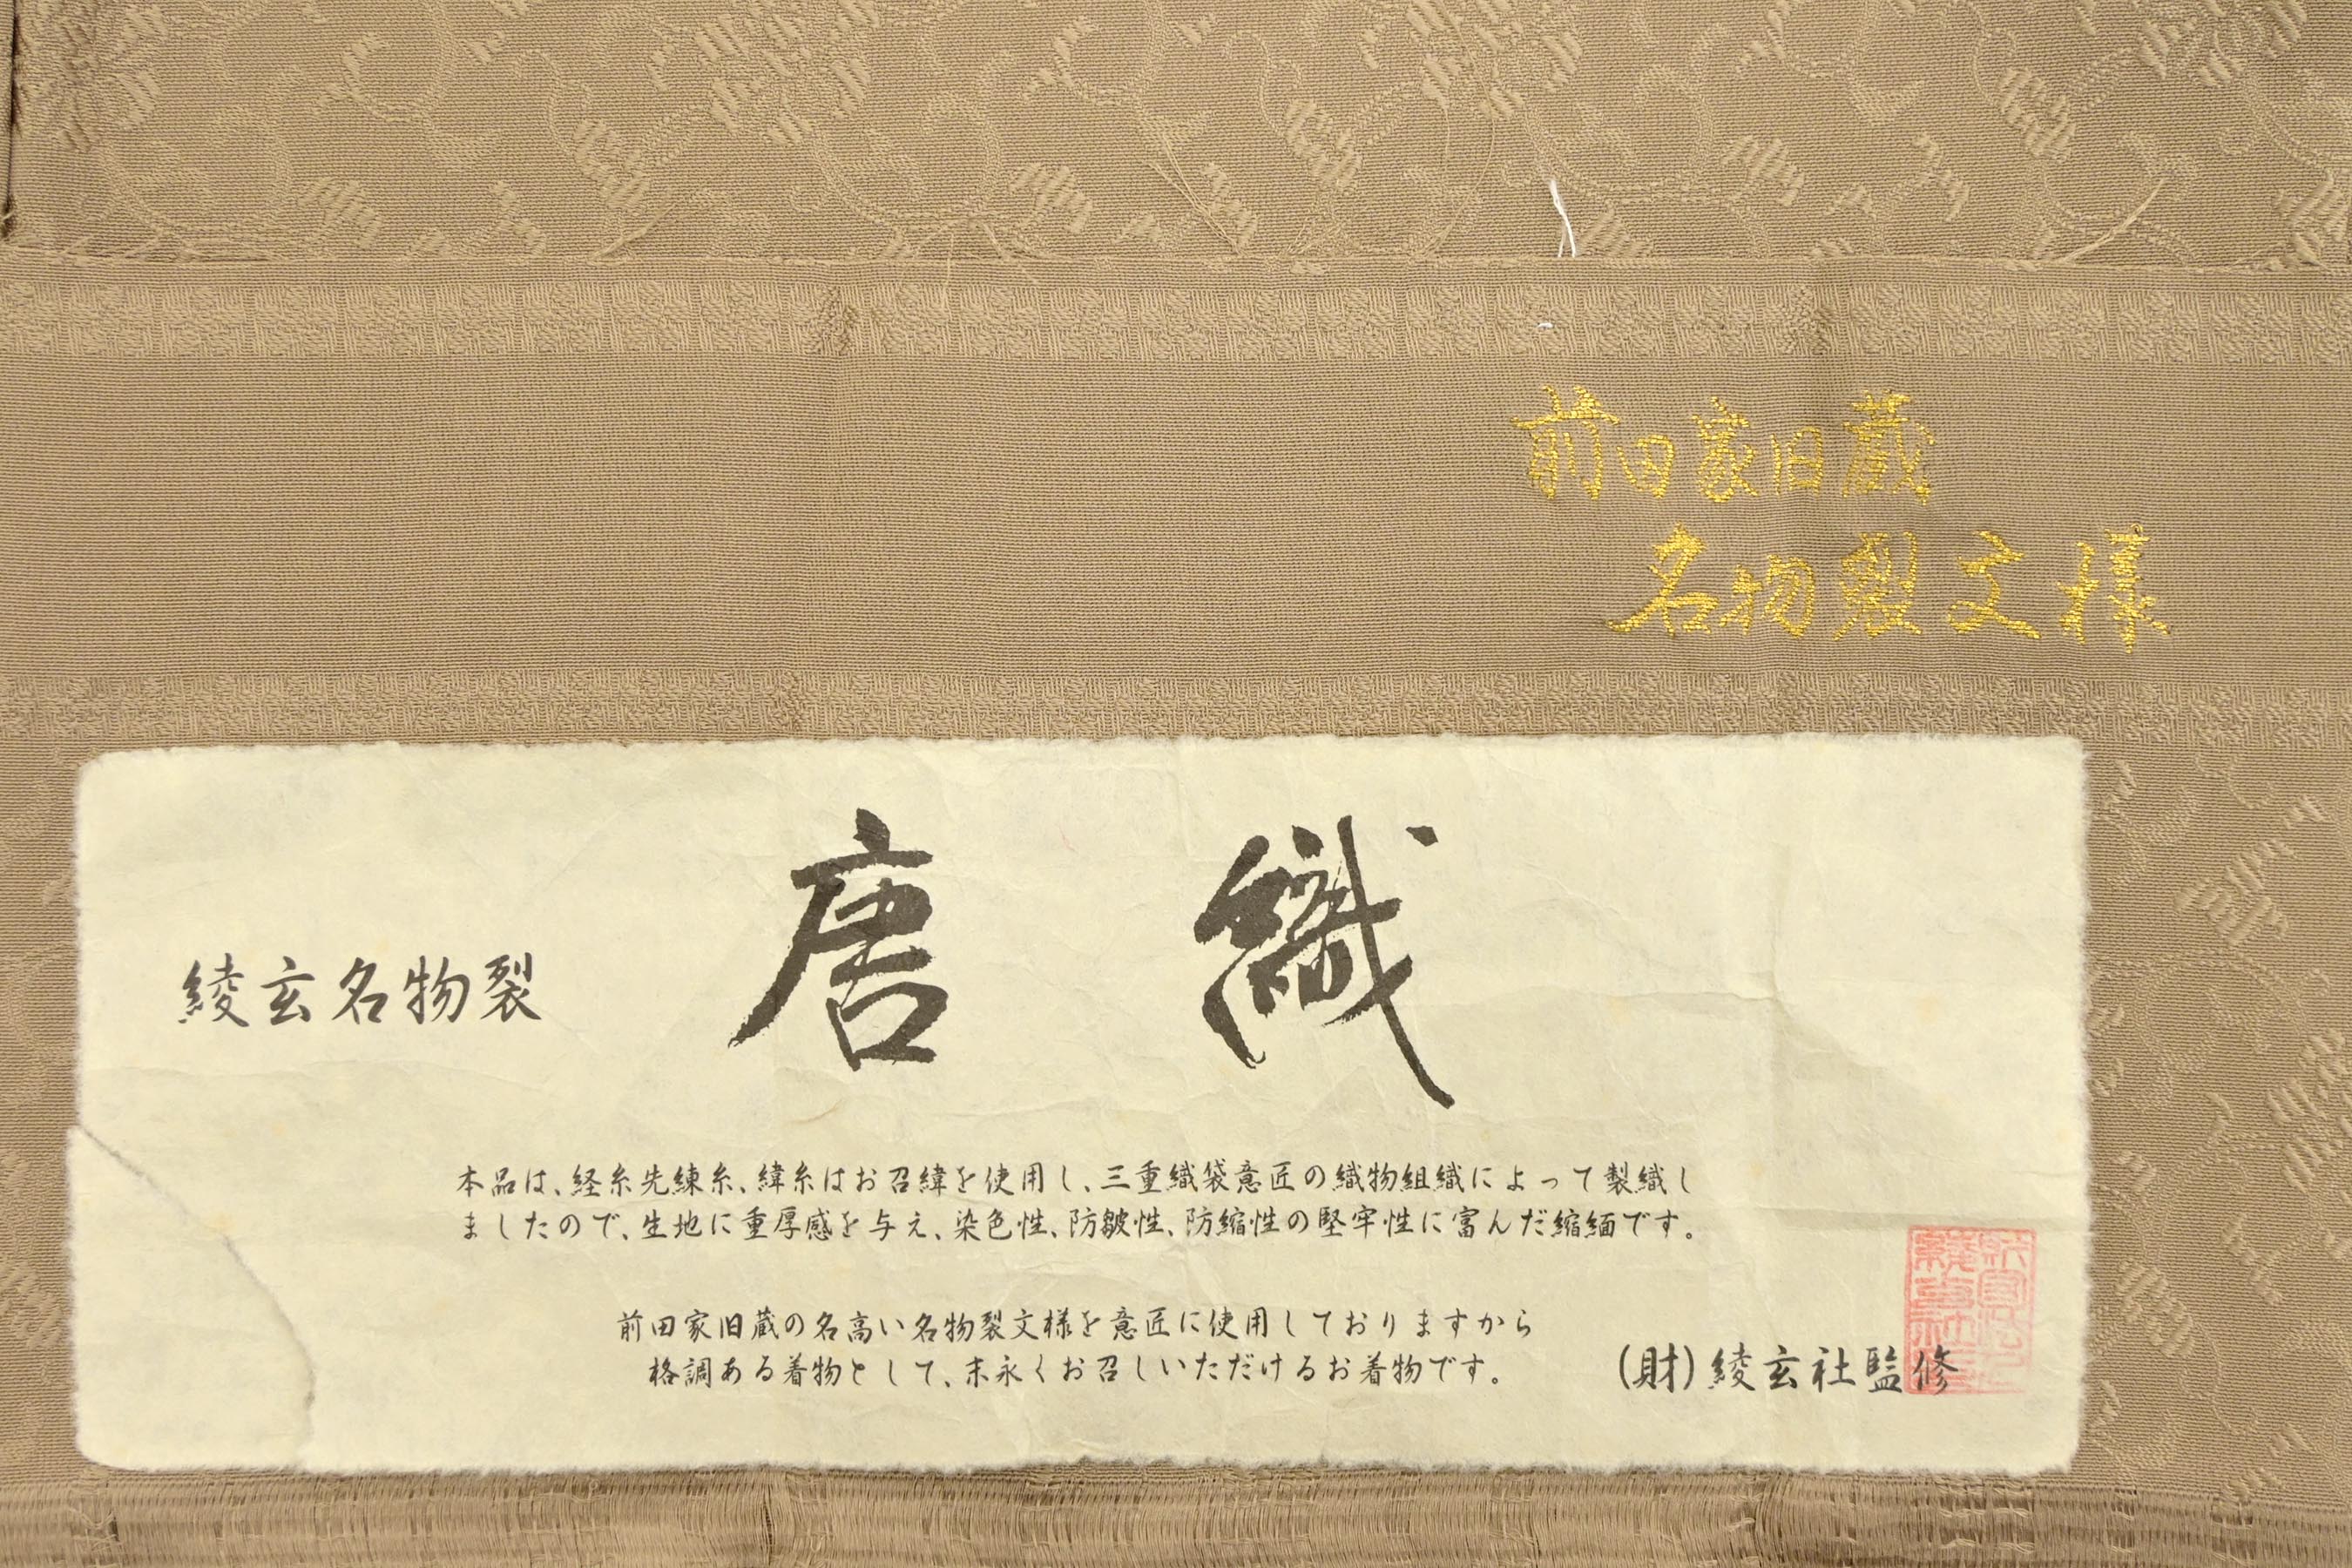 前田家旧蔵
名物裂文様
唐織
綾玄名物裂
本品は、経糸先練糸、緯糸はお召緯を使用し、三重織袋意匠の織物組織によって製織し
ましたので、生地に重厚感を与え、染色性、防皺性、防縮性の堅牢性に富んだ縮緬です。
前田家旧蔵の名高い名物裂文様を意匠に使用しておりますから
格調ある着物として、末永くお召しいただけるお着物です。
(財)綾玄社監修